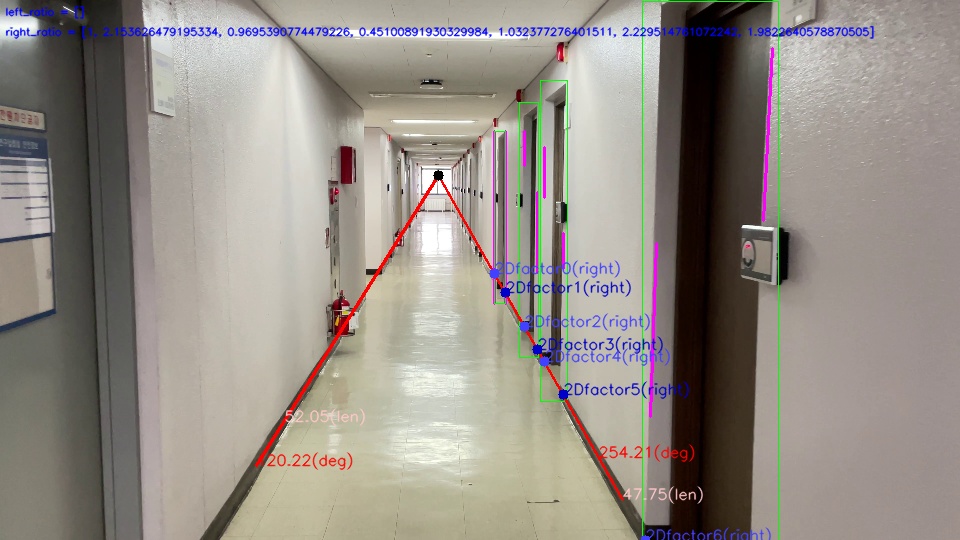 left_ratio = []
right_ratio = [1, 2.153626479195334, 0.9695390774479226, 0.45100891930329984, 1.032377276401511, 2.229514761072243, 1.9822640578870505]
2Dfactor0(right)
2Dfactor1(right)
2Dfactor2(right)
2Dfactor3(right)
2Dfactor4(right)
2Dfactor5(right)
52.05(len)
254.21(deg)
20.22(deg)
47.75(len)
2Dfactor6(right)